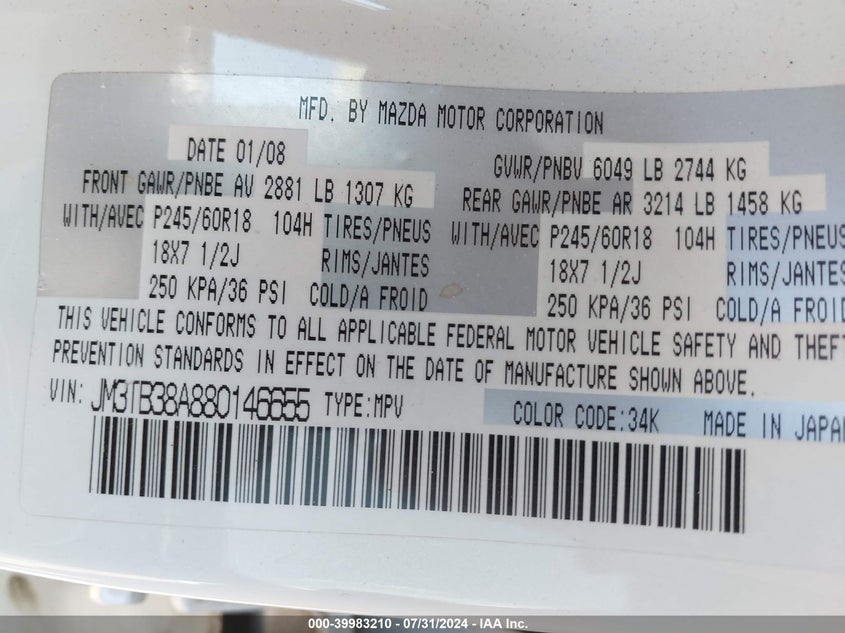 MFD. BY MAZDA MOTOR CORPORATION
DATE 01/08 GVWR/PNBV 6049 LB 2744 KG
FRONT GAWR/PNBE AV 2881 LB 1307 KG REAR GAWR/PNBE AR 3214 LB 1458 KG
WITH/AVEC P245/60R18 104H TIRES/PNEUS WITH/AVEC P245/60R18 104H TIRES/PNEUS
18X7 1/2J RIMS/JANTES 18X7 1/2J RIMS/JANTES
250 KPA/36 PSI COLD/A FROID 250 KPA/36 PSI COLD/A FROID
THIS VEHICLE CONFORMS TO ALL APPLICABLE FEDERAL MOTOR VEHICLE SAFETY AND THEFT
PREVENTION STANDARDS IN EFFECT ON THE DATE OF MANUFACTURE SHOWN ABOVE.
VIN: JM3TB38A880146655 TYPE:MPV COLOR CODE:34K MADE IN JAPAN
000-39983210 - 07/31/2024 - IAA Inc.